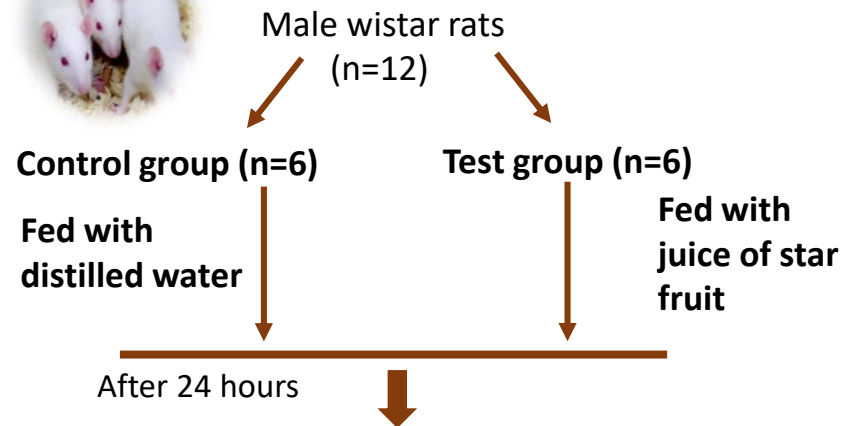 Male wistar rats
(n=12)
Control group (n=6)
Test group (n=6)
Fed with
distilled water
Fed with
juice of star
fruit
After 24 hours